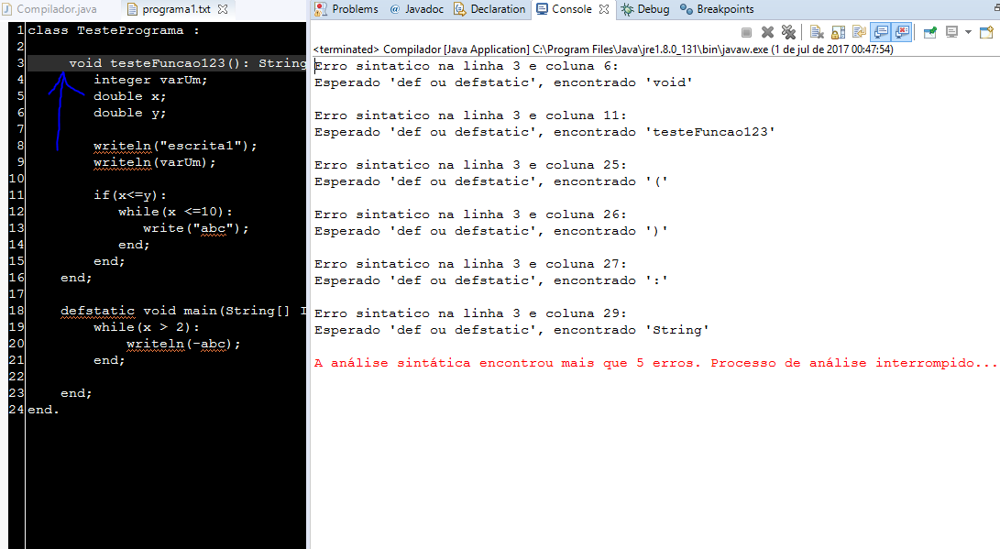 Compilador.java
programa1.txt
1 class TestePrograma :
2
3 void testeFuncao123(): String
4 integer varUm;
5 double x;
6 double y;
7
8 writeln("escrita1");
9 writeln(varUm);
10
11 if(x<=y):
12 while(x <=10):
13 write("abc");
14 end;
15 end;
16 end;
17
18 defstatic void main(String[]
19 while(x > 2):
20 writeln(-abc);
21 end;
22
23 end;
24 end.
Problems @ Javadoc Declaration Console Debug Breakpoints
<terminated> Compilador [Java Application] C:\Program Files\Java\jre1.8.0_131\bin\javaw.exe (1 de jul de 2017 00:47:54)
Erro sintatico na linha 3 e coluna 6:
Esperado 'def ou defstatic', encontrado 'void'
Erro sintatico na linha 3 e coluna 11:
Esperado 'def ou defstatic', encontrado 'testeFuncao123'
Erro sintatico na linha 3 e coluna 25:
Esperado 'def ou defstatic', encontrado '('
Erro sintatico na linha 3 e coluna 26:
Esperado 'def ou defstatic', encontrado ')'
Erro sintatico na linha 3 e coluna 27:
Esperado 'def ou defstatic', encontrado ':'
Erro sintatico na linha 3 e coluna 29:
Esperado 'def ou defstatic', encontrado 'String'
A análise sintática encontrou mais que 5 erros. Processo de análise interrompido...